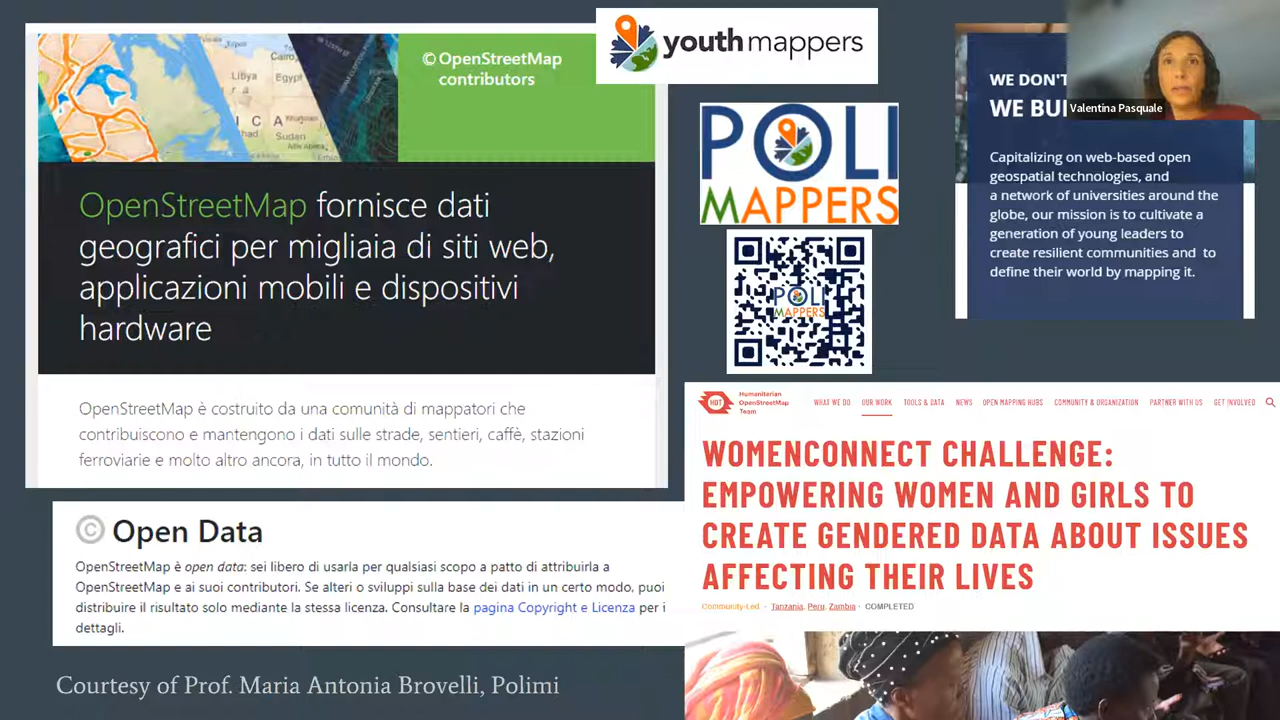 © OpenStreetMap
contributors
OpenStreetMap fornisce dati
geografici per migliaia di siti web,
applicazioni mobili e dispositivi
hardware
OpenStreetMap è costruito da una comunità di mappatori che
contribuiscono e mantengono i dati sulle strade, sentieri, caffè, stazioni
ferroviarie e molto altro ancora, in tutto il mondo.
Cairo
Libya
Egypt
Sudan
youthmappers
POLI
MAPPERS
POLI
MAPPERS
WE DON'T
WE BUI
Valentina Pasquale
Capitalizing on web-based open
geospatial technologies, and
a network of universities around the
globe, our mission is to cultivate a
generation of young leaders to
create resilient communities and to
define their world by mapping it.
Open Data
OpenStreetMap è open data: sei libero di usarla per qualsiasi scopo a patto di attribuirla a
OpenStreetMap e ai suoi contributori. Se alteri o sviluppi sulla base dei dati in un certo modo, puoi
distribuire il risultato solo mediante la stessa licenza. Consultare la pagina Copyright e Licenza per i
dettagli.
HOT
Humanitarian
OpenStreetMap
Team
WHAT WE DO OUR WORK TOOLS & DATA NEWS OPEN MAPPING HUBS COMMUNITY & ORGANIZATION PARTNER WITH US GET INVOLVED
WOMENCONNECT CHALLENGE:
EMPOWERING WOMEN AND GIRLS TO
CREATE GENDERED DATA ABOUT ISSUES
AFFECTING THEIR LIVES
Community-Led · Tanzania, Peru, Zambia · COMPLETED
Courtesy of Prof. Maria Antonia Brovelli, Polimi